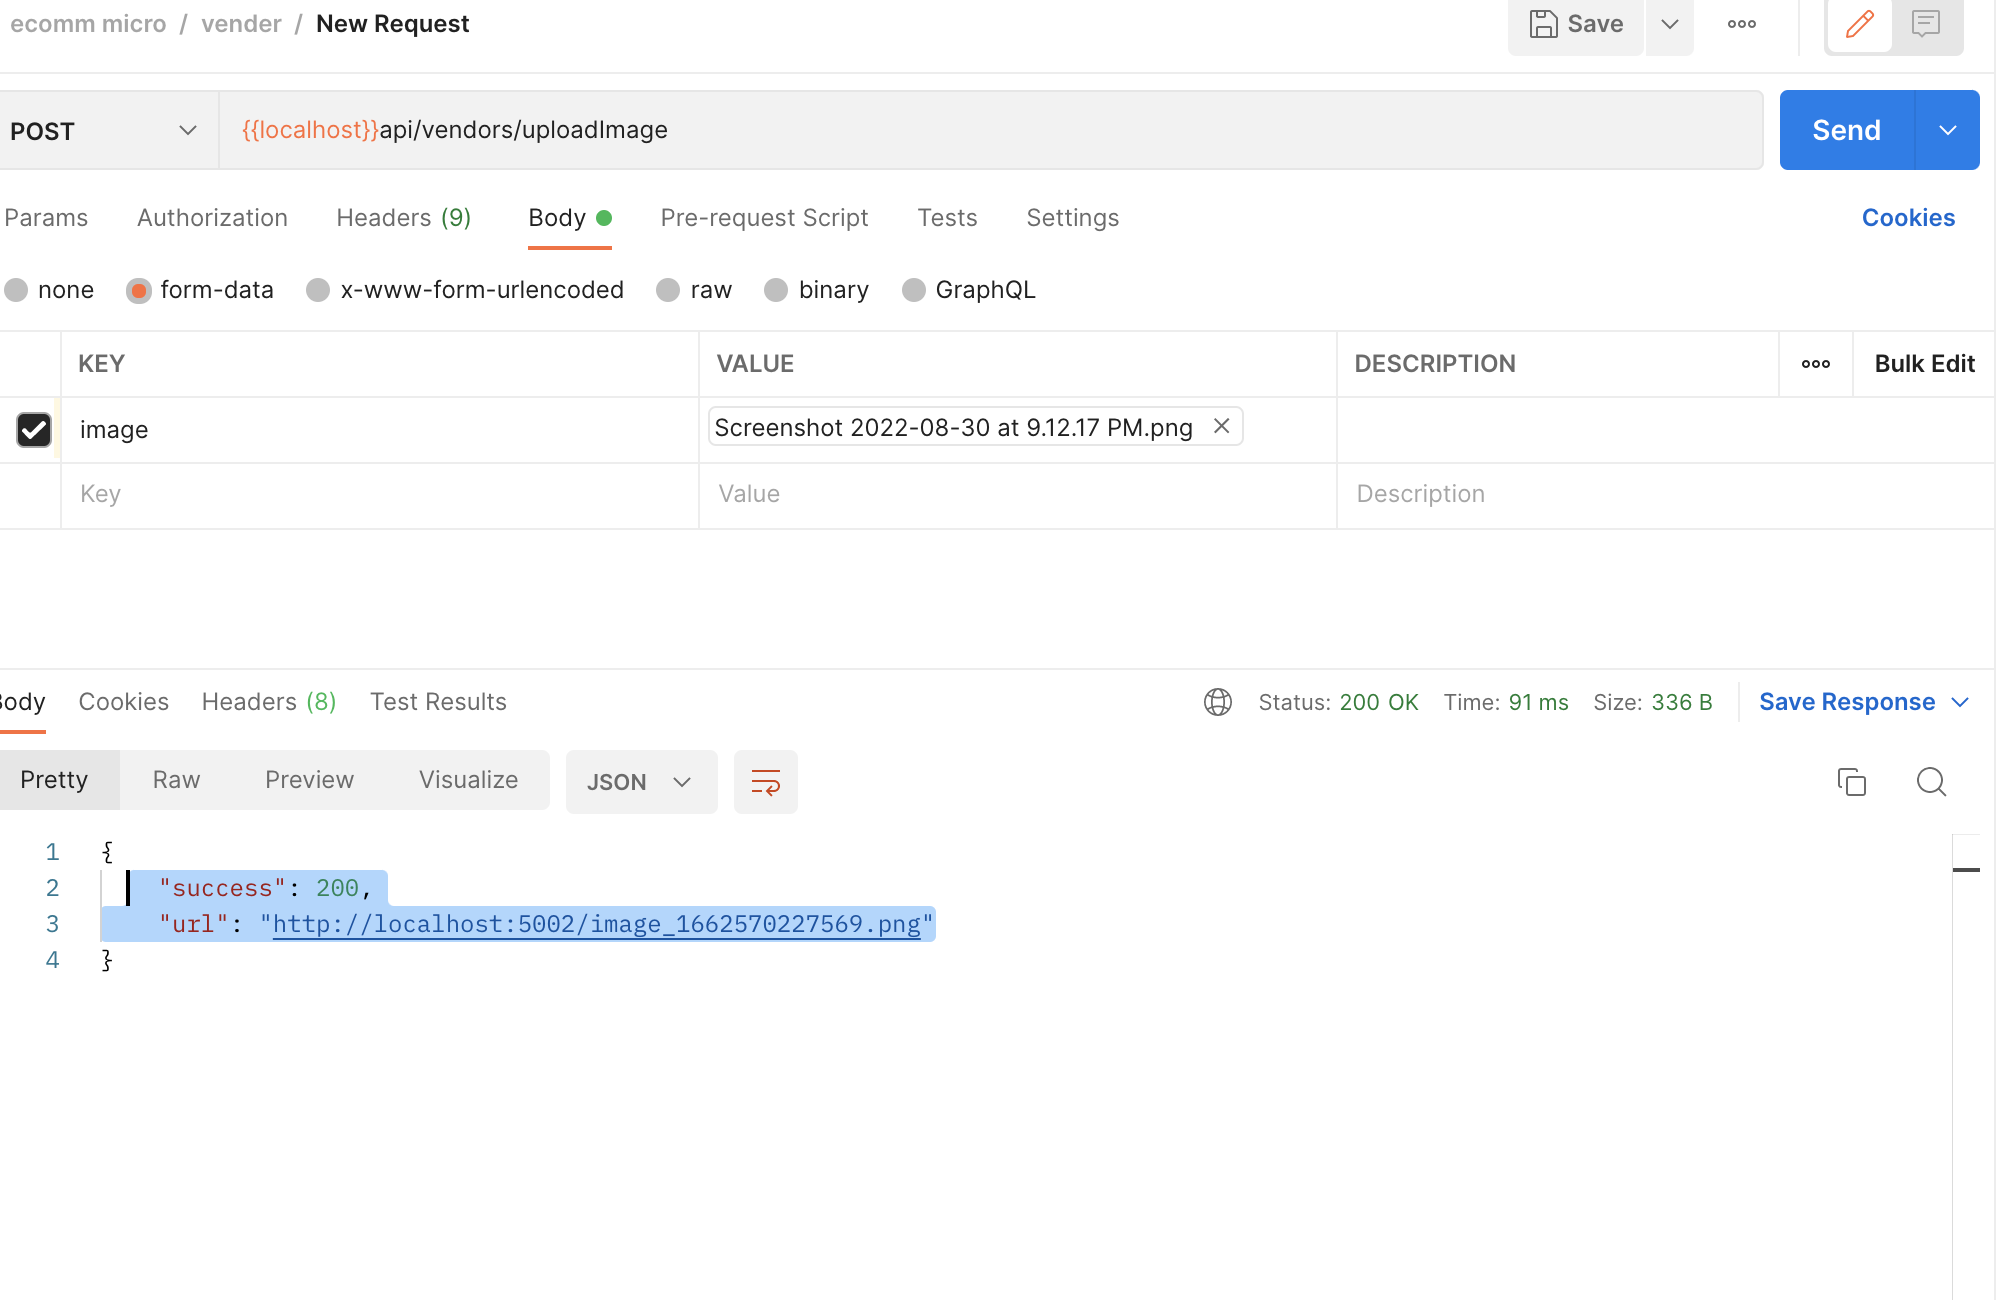 ecomm micro / vender / New Request
Save
POST
{{localhost}}api/vendors/uploadImage
Send
Params Authorization Headers (9) Body Pre-request Script Tests Settings Cookies
none form-data x-www-form-urlencoded raw binary GraphQL
KEY VALUE DESCRIPTION Bulk Edit
image Screenshot 2022-08-30 at 9.12.17 PM.png
Key Value Description
Body Cookies Headers (8) Test Results Status: 200 OK Time: 91 ms Size: 336 B Save Response
Pretty Raw Preview Visualize JSON
1 {
2 "success": 200,
3 "url": "http://localhost:5002/image_1662570227569.png"
4 }